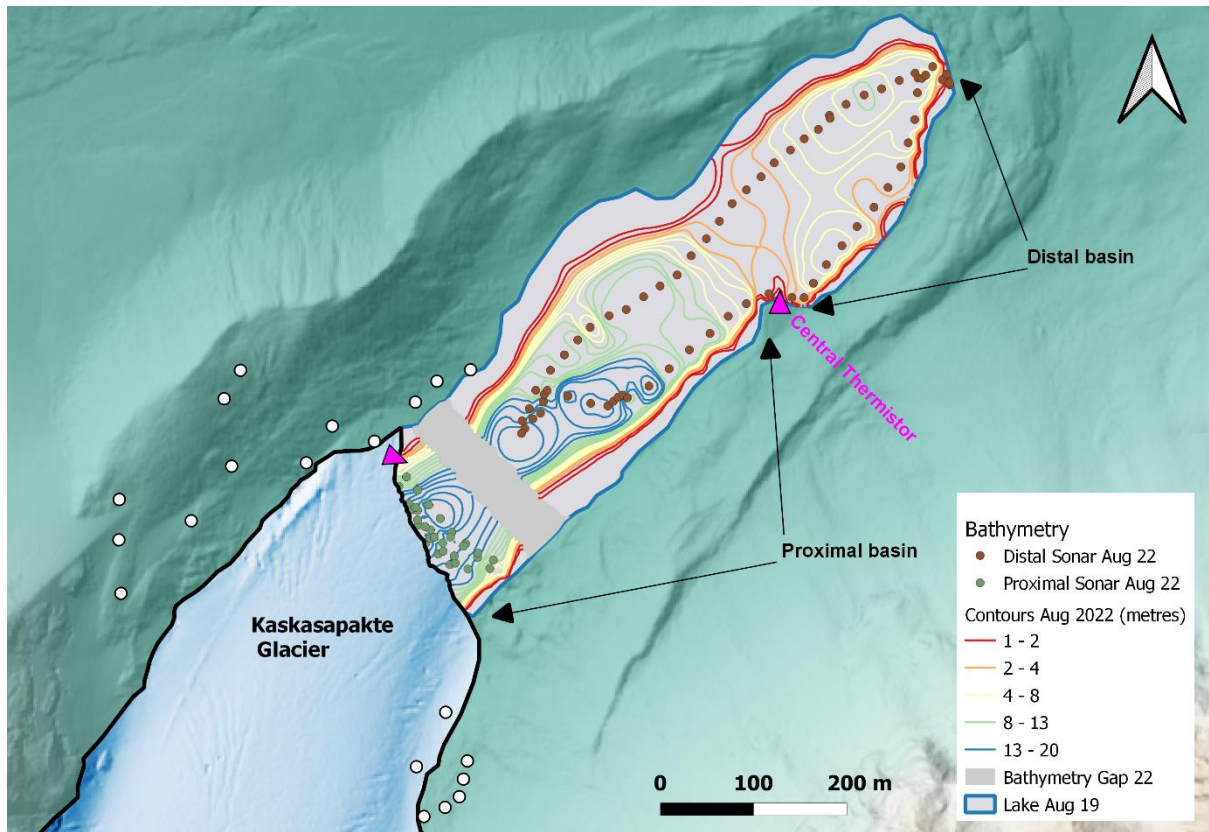 Distal basin
Central Thermistor
Proximal basin
Kaskasapakte
Glacier
0 100 200 m
Bathymetry
Distal Sonar Aug 22
Proximal Sonar Aug 22
Contours Aug 2022 (metres)
1 - 2
2 - 4
4 - 8
8 - 13
13 - 20
Bathymetry Gap 22
Lake Aug 19